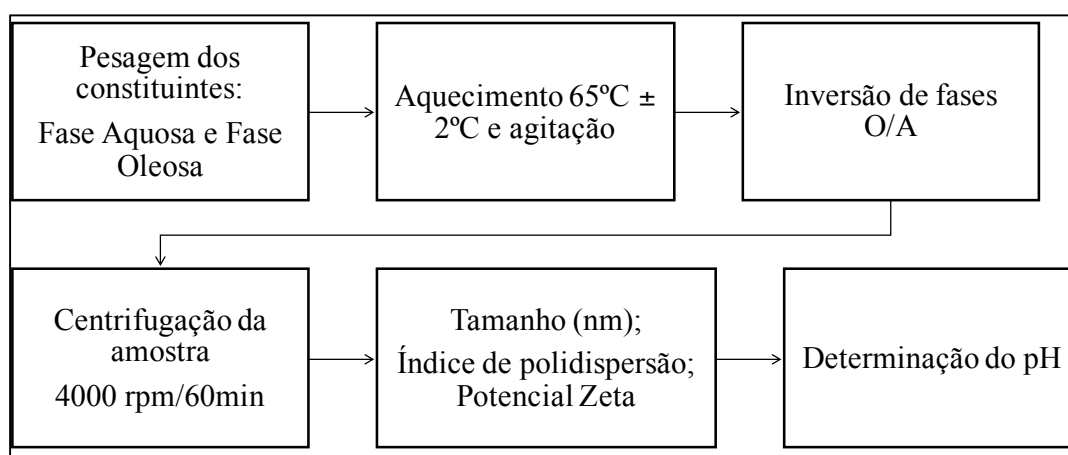 Pesagem dos
constituintes:
Fase Aquosa e Fase
Oleosa
Aquecimento 65ºC ±
2ºC e agitação
Inversão de fases
O/A
Centrifugação da
amostra
4000 rpm/60min
Tamanho (nm);
Índice de polidispersão;
Potencial Zeta
Determinação do pH